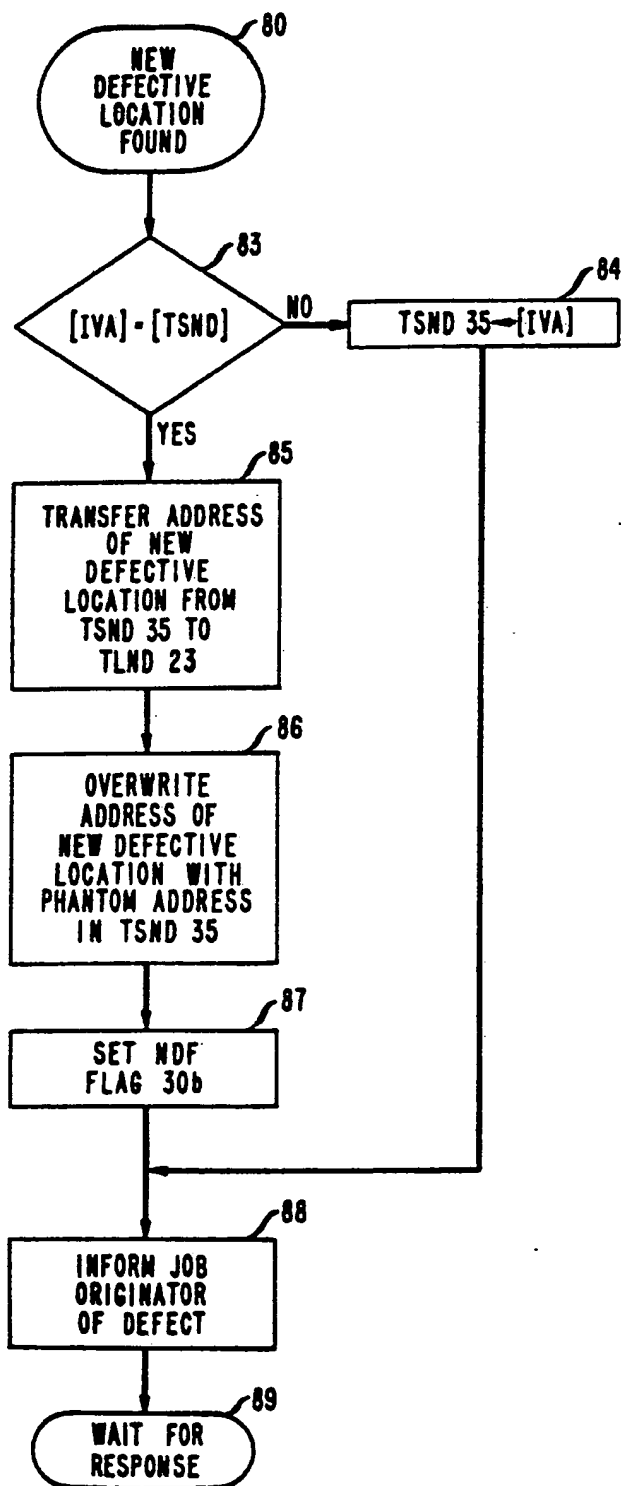 80
NEW
DEFECTIVE
LOCATION
FOUND
83
[IVA] = [TSND]
NO
84
TSND 35←[IVA]
YES
85
TRANSFER ADDRESS
OF NEW
DEFECTIVE
LOCATION FROM
TSND 35 TO
TLND 23
86
OVERWRITE
ADDRESS OF
NEW DEFECTIVE
LOCATION WITH
PHANTOM ADDRESS
IN TSND 35
87
SET NDF
FLAG 30b
88
INFORM JOB
ORIGINATOR
OF DEFECT
89
WAIT FOR
RESPONSE